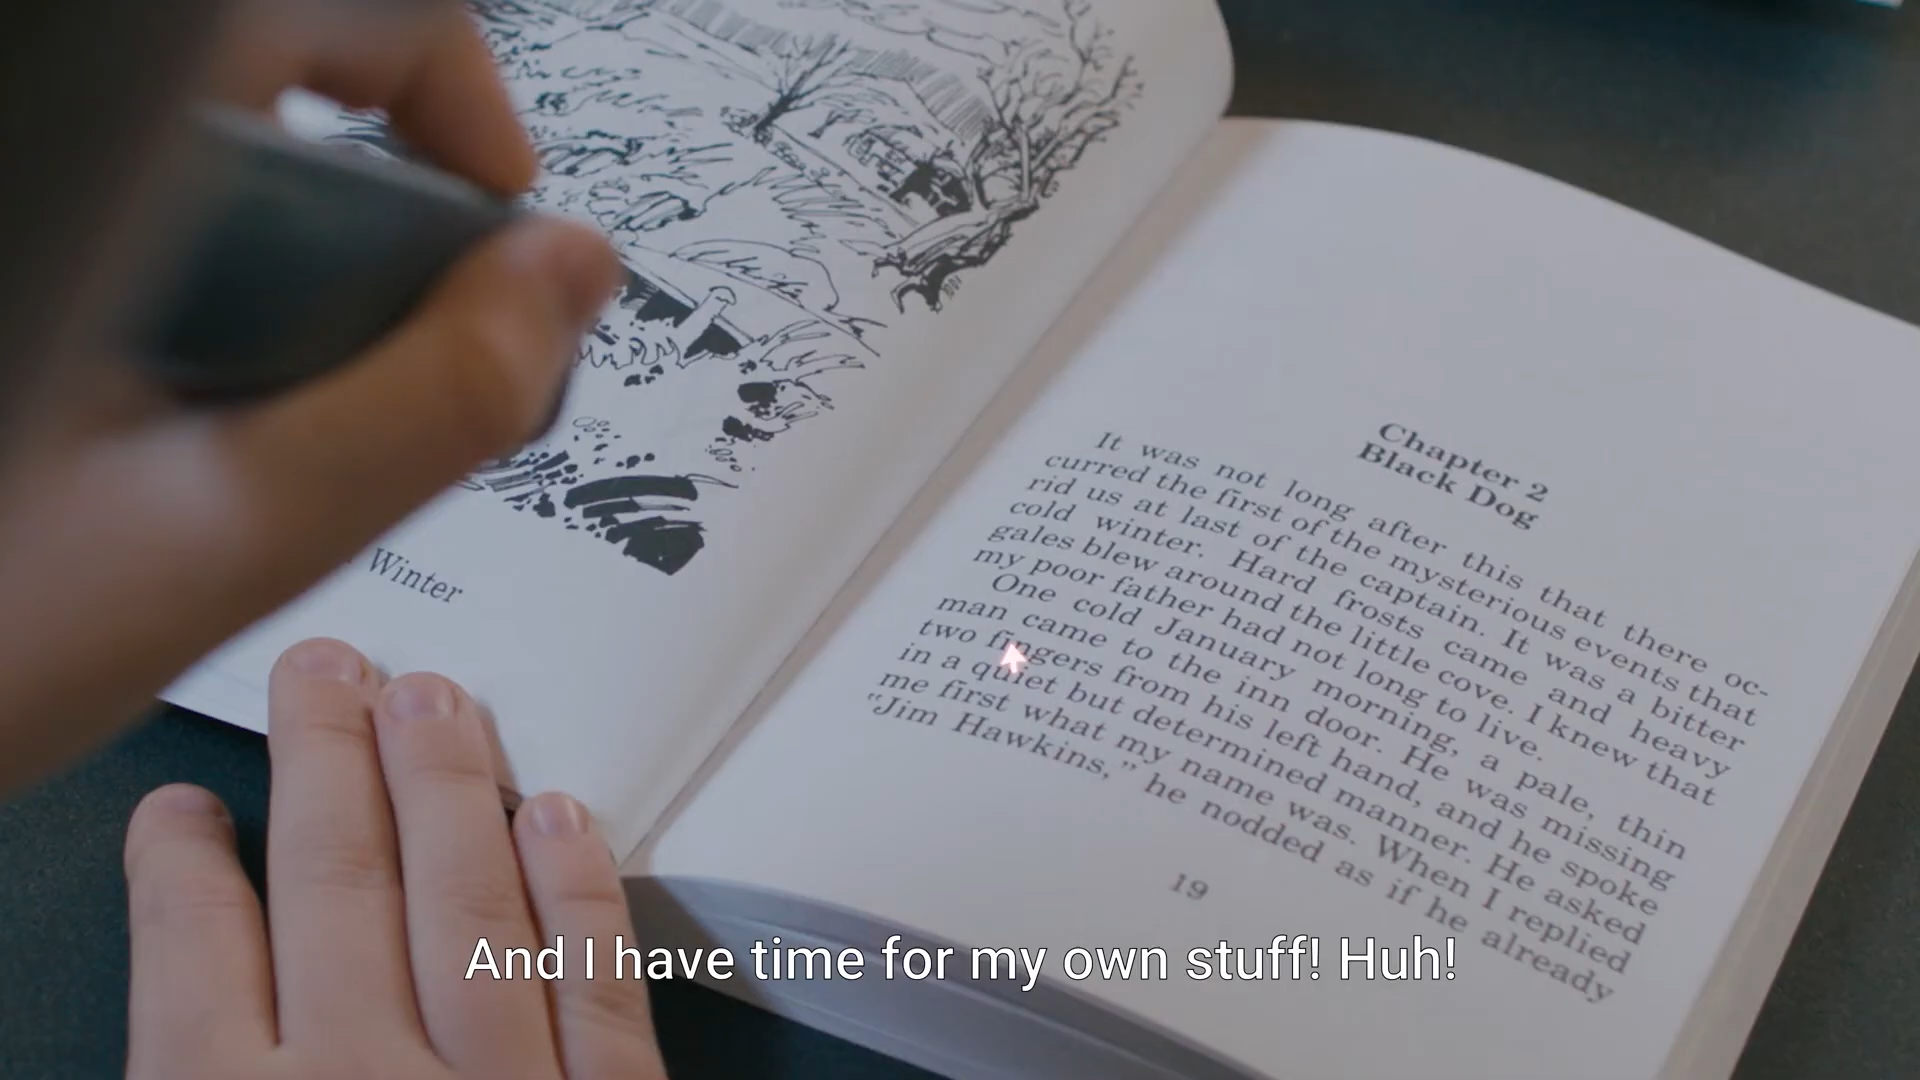 Winter
Chapter 2
Black Dog
It was not long after this that there oc-
curred the first of the mysterious events that
rid us at last of the captain. It was a bitter
cold winter. Hard frosts came and heavy
gales blew around the little cove. I knew that
my poor father had not long to live.
One cold January morning, a pale, thin
man came to the inn door. He was missing
two fingers from his left hand, and he spoke
in a quiet but determined manner. He asked
me first what my name was. When I replied
“Jim Hawkins,” he nodded as if he already
19
And I have time for my own stuff! Huh!